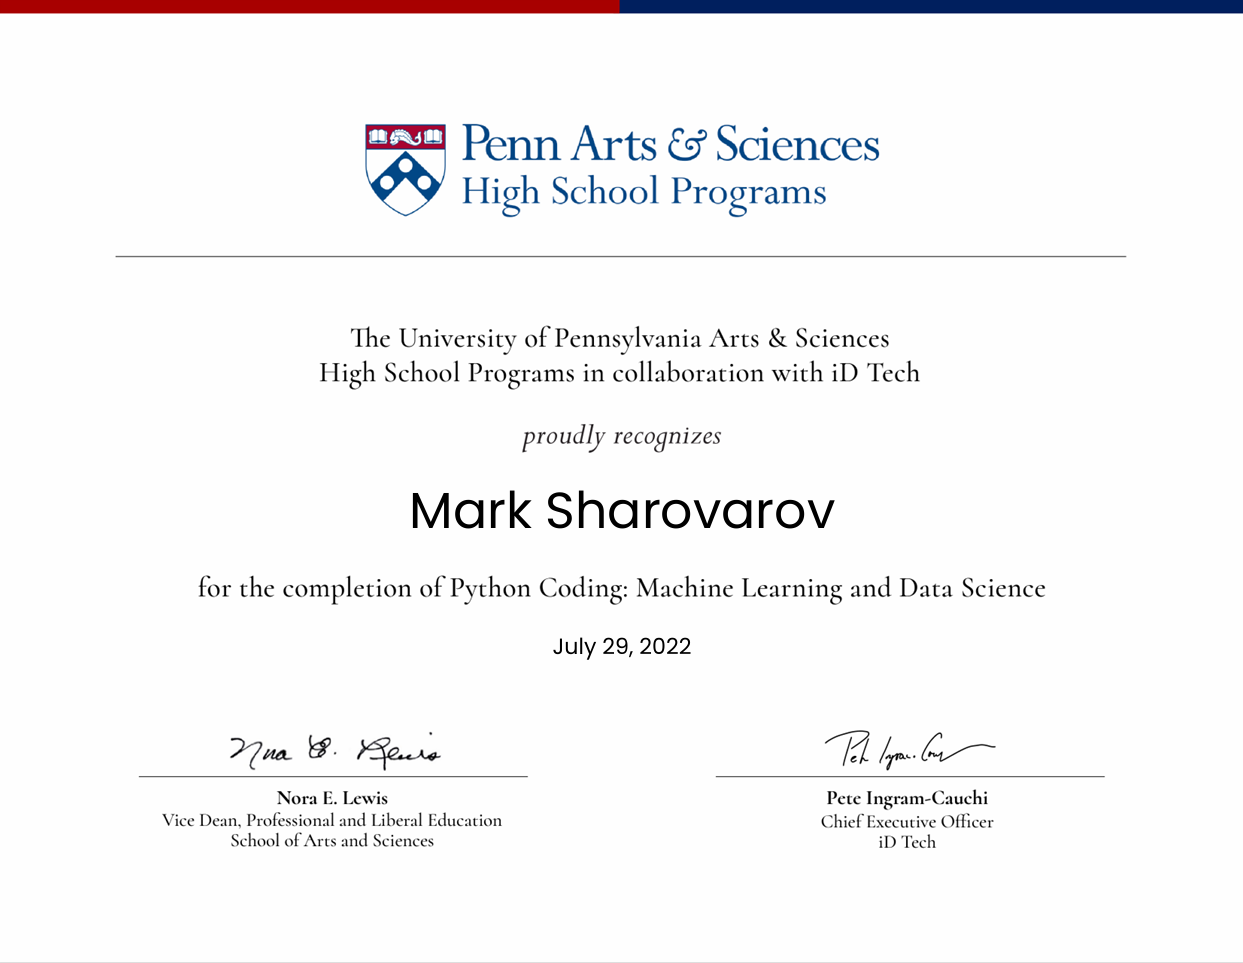 Penn Arts & Sciences
High School Programs
The University of Pennsylvania Arts & Sciences
High School Programs in collaboration with iD Tech
proudly recognizes
Mark Sharovarov
for the completion of Python Coding: Machine Learning and Data Science
July 29, 2022
Nora E. Lewis
Nora E. Lewis
Vice Dean, Professional and Liberal Education
School of Arts and Sciences
Pete Ingram-Cauchi
Chief Executive Officer
iD Tech